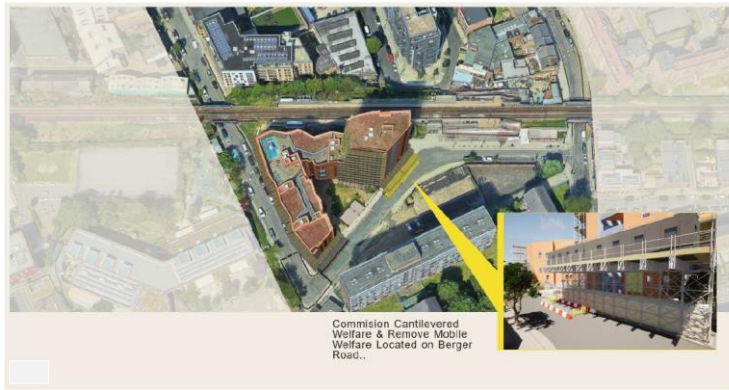 Commision Cantilevered
Welfare & Remove Mobile
Welfare Located on Berger
Road..